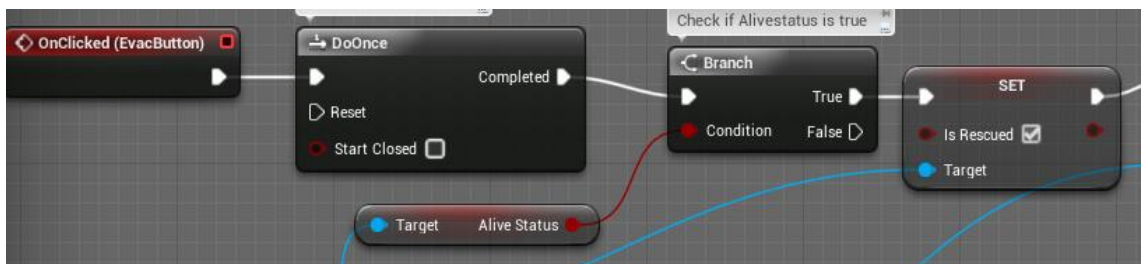 Check if Alivestatus is true
OnClicked (EvacButton)
DoOnce
Completed
Reset
Start Closed
Branch
True
Condition
False
SET
Is Rescued
Target
Target
Alive Status